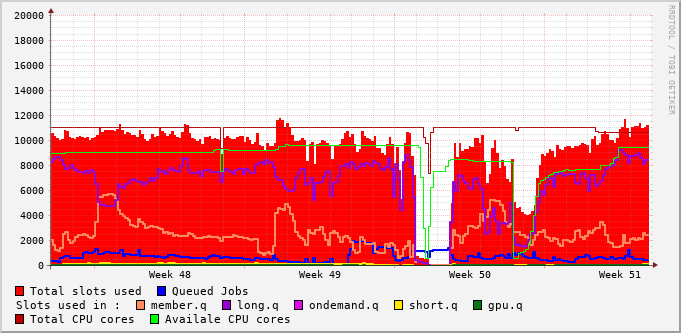 RRDTOOL / TOBI OETIKER
20000
18000
16000
14000
12000
10000
8000
6000
4000
2000
0
Week 48 Week 49 Week 50 Week 51
Total slots used Queued Jobs
Slots used in : member.q long.q ondemand.q short.q gpu.q
Total CPU cores Availale CPU cores